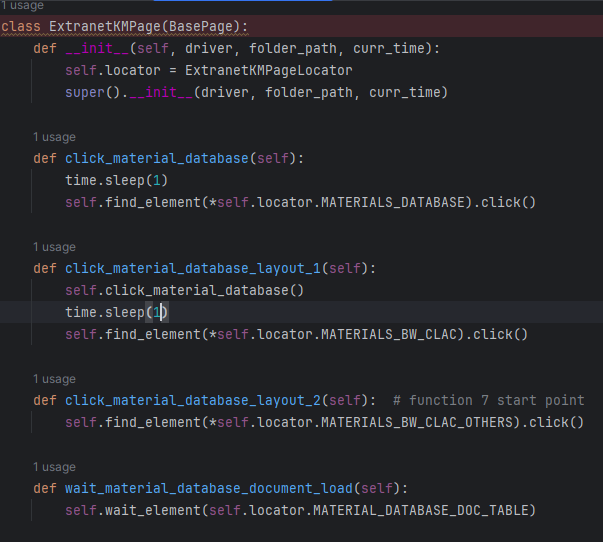 1 usage
class ExtranetKMPage(BasePage):
    def __init__(self, driver, folder_path, curr_time):
        self.locator = ExtranetKMPageLocator
        super().__init__(driver, folder_path, curr_time)
1 usage
    def click_material_database(self):
        time.sleep(1)
        self.find_element(*self.locator.MATERIALS_DATABASE).click()
1 usage
    def click_material_database_layout_1(self):
        self.click_material_database()
        time.sleep(1)
        self.find_element(*self.locator.MATERIALS_BW_CLAC).click()
1 usage
    def click_material_database_layout_2(self):  # function 7 start point
        self.find_element(*self.locator.MATERIALS_BW_CLAC_OTHERS).click()
1 usage
    def wait_material_database_document_load(self):
        self.wait_element(self.locator.MATERIAL_DATABASE_DOC_TABLE)